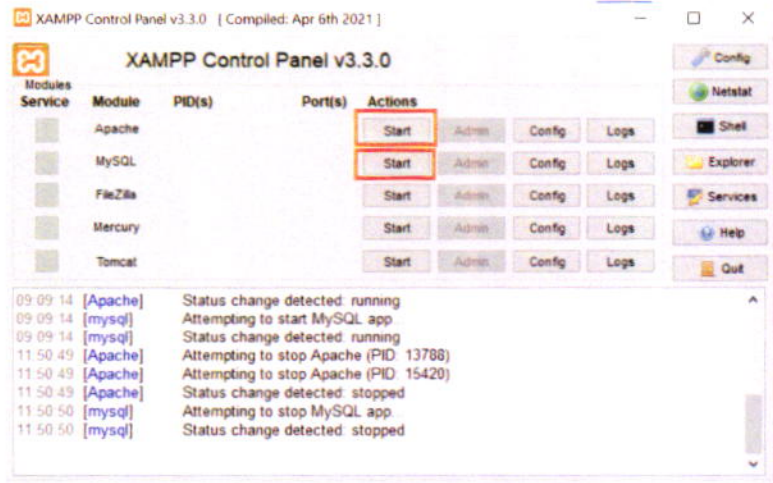 XAMPP Control Panel v3.3.0 [ Compiled: Apr 6th 2021 ]
XAMPP Control Panel v3.3.0
Config
Modules
Service Module PID(s) Port(s) Actions
Netstat
Apache Start Admin Config Logs
Shell
MySQL Start Admin Config Logs
Explorer
FileZilla Start Admin Config Logs
Services
Mercury Start Admin Config Logs
Help
Tomcat Start Admin Config Logs
Quit
09:09:14 [Apache] Status change detected: running
09:09:14 [mysql] Attempting to start MySQL app...
09:09:14 [mysql] Status change detected: running
11:50:49 [Apache] Attempting to stop Apache (PID: 13788)
11:50:49 [Apache] Attempting to stop Apache (PID: 15420)
11:50:49 [Apache] Status change detected: stopped
11:50:50 [mysql] Attempting to stop MySQL app...
11:50:50 [mysql] Status change detected: stopped